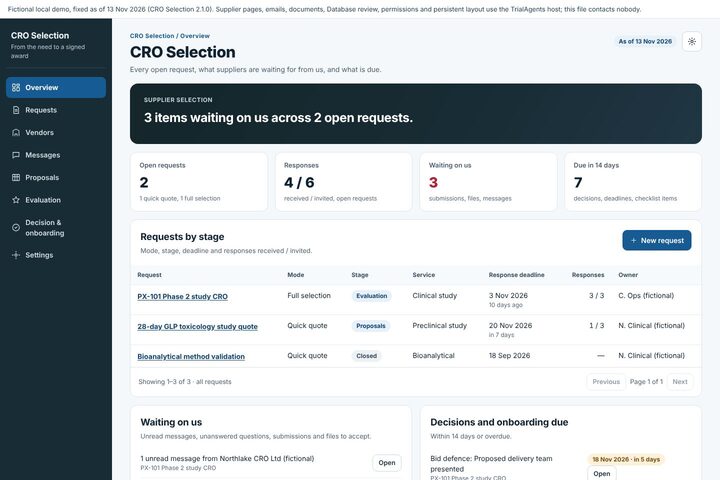 Fictional local demo, fixed as of 13 Nov 2026 (CRO Selection 2.1.0). Supplier pages, emails, documents, Database review, permissions and persistent layout use the TrialAgents host; this file contacts nobody.
CRO Selection
From the need to a signed
award
Overview
Requests
Vendors
Messages
Proposals
Evaluation
Decision &
onboarding
Settings
CRO Selection / Overview
CRO Selection
Every open request, what suppliers are waiting for from us, and what is due.
As of 13 Nov 2026
SUPPLIER SELECTION
3 items waiting on us across 2 open requests.
Open requests
2
1 quick quote, 1 full selection
Responses
4 / 6
received / invited, open requests
Waiting on us
3
submissions, files, messages
Due in 14 days
7
decisions, deadlines, checklist items
Requests by stage
Mode, stage, deadline and responses received / invited.
+ New request
Request Mode Stage Service Response deadline Responses Owner
PX-101 Phase 2 study CRO Full selection Evaluation Clinical study 3 Nov 2026 3 / 3 C. Ops (fictional)
10 days ago
28-day GLP toxicology study quote Quick quote Proposals Preclinical study 20 Nov 2026 1 / 3 N. Clinical (fictional)
in 7 days
Bioanalytical method validation Quick quote Closed Bioanalytical 18 Sep 2026 — N. Clinical (fictional)
Showing 1–3 of 3 · all requests
Previous Page 1 of 1 Next
Waiting on us
Unread messages, unanswered questions, submissions and files to accept.
1 unread message from Northlake CRO Ltd (fictional)
PX-101 Phase 2 study CRO
Open
Decisions and onboarding due
Within 14 days or overdue.
Bid defence: Proposed delivery team
presented
PX-101 Phase 2 study CRO
18 Nov 2026 · in 5 days
Open